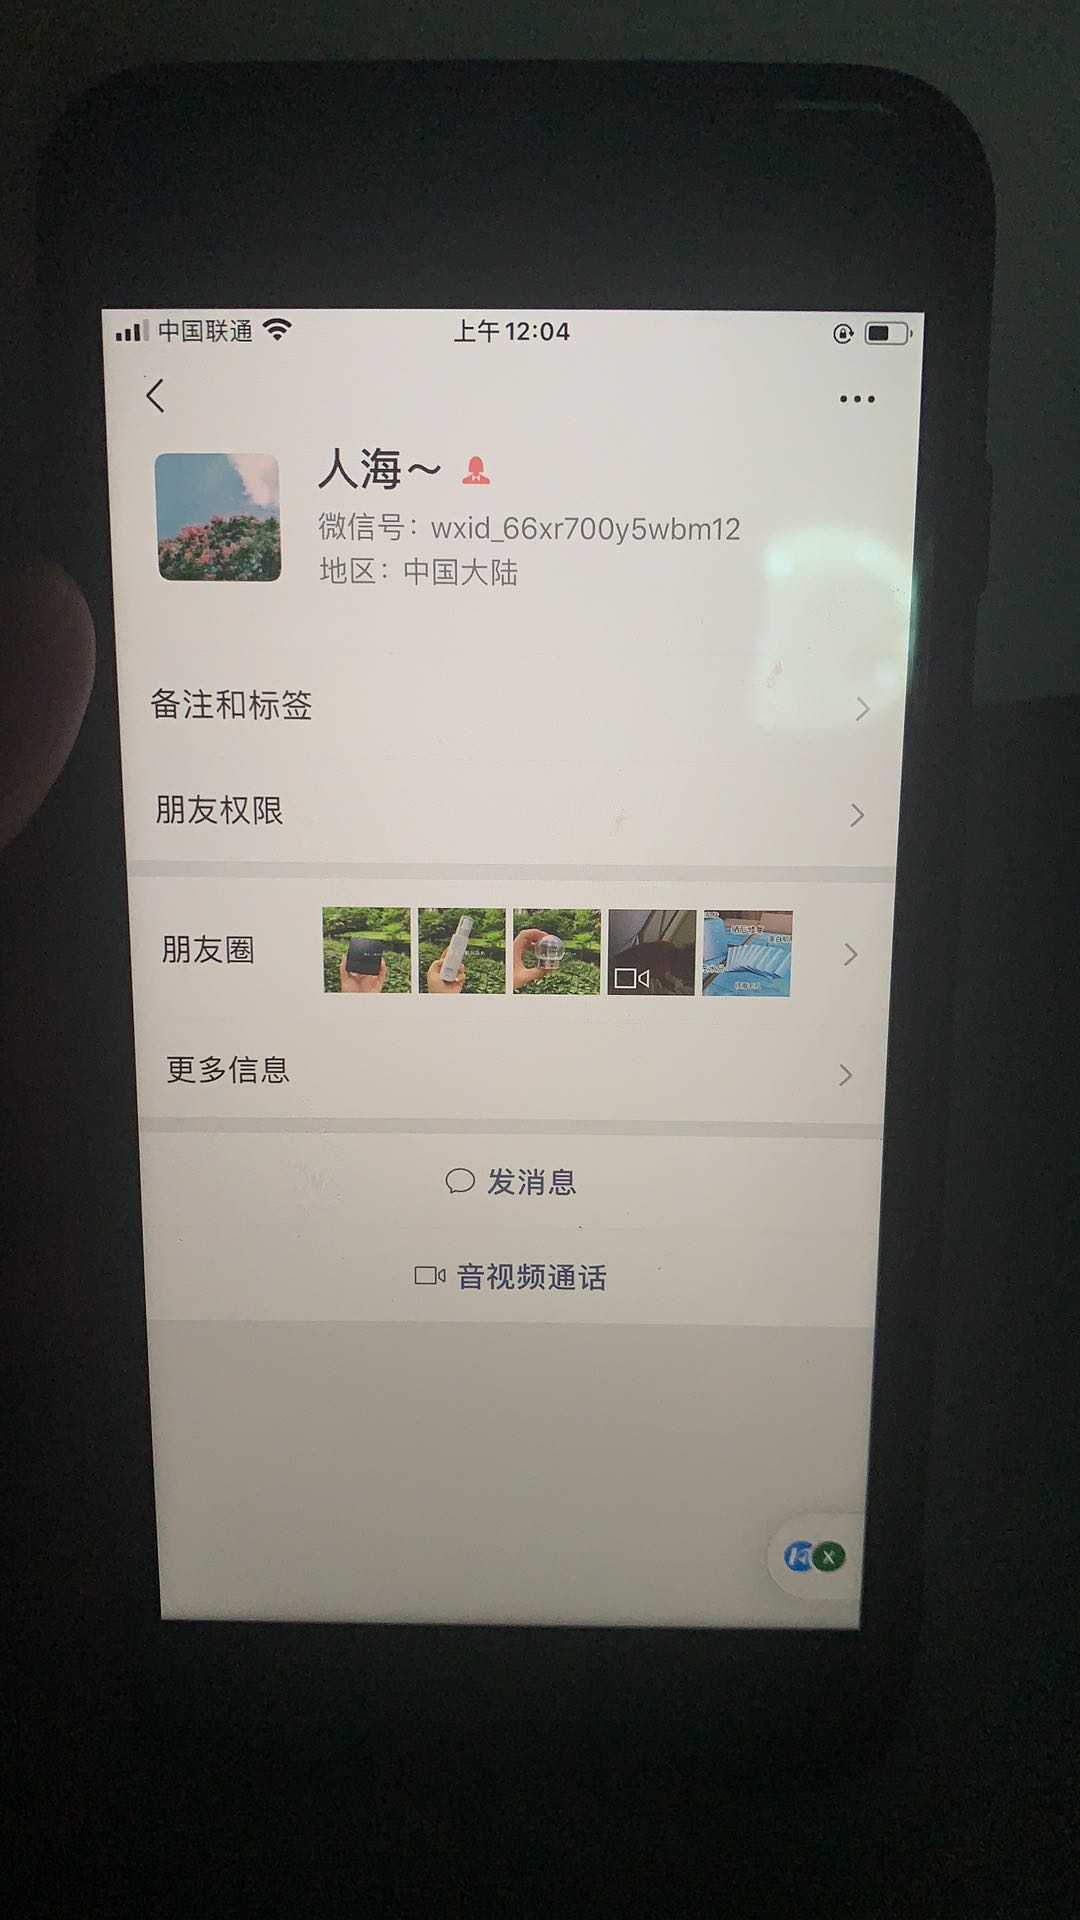 中国联通
上午12:04
人海～
微信号：wxid_66xr700y5wbm12
地区：中国大陆
备注和标签
朋友权限
朋友圈
更多信息
发消息
音视频通话
X